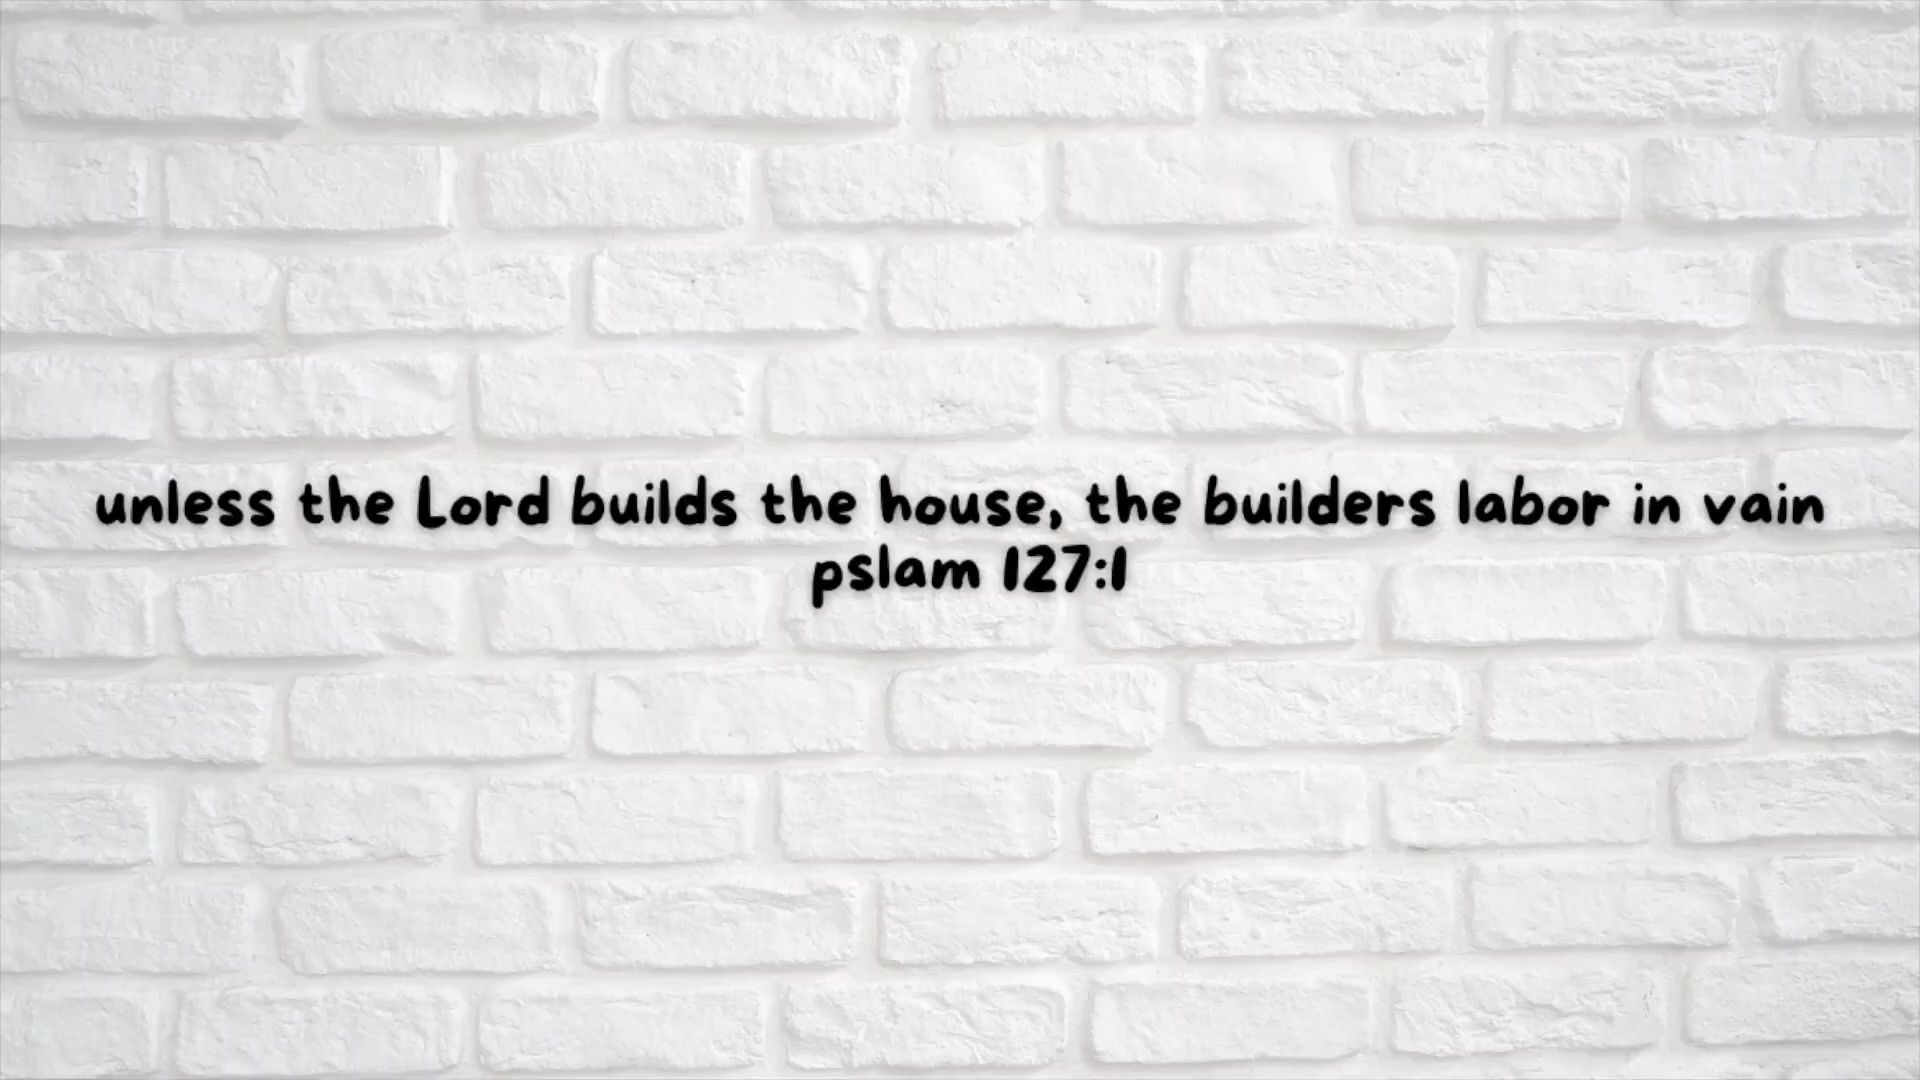 unless the Lord builds the house, the builders labor in vain
pslam 127:1